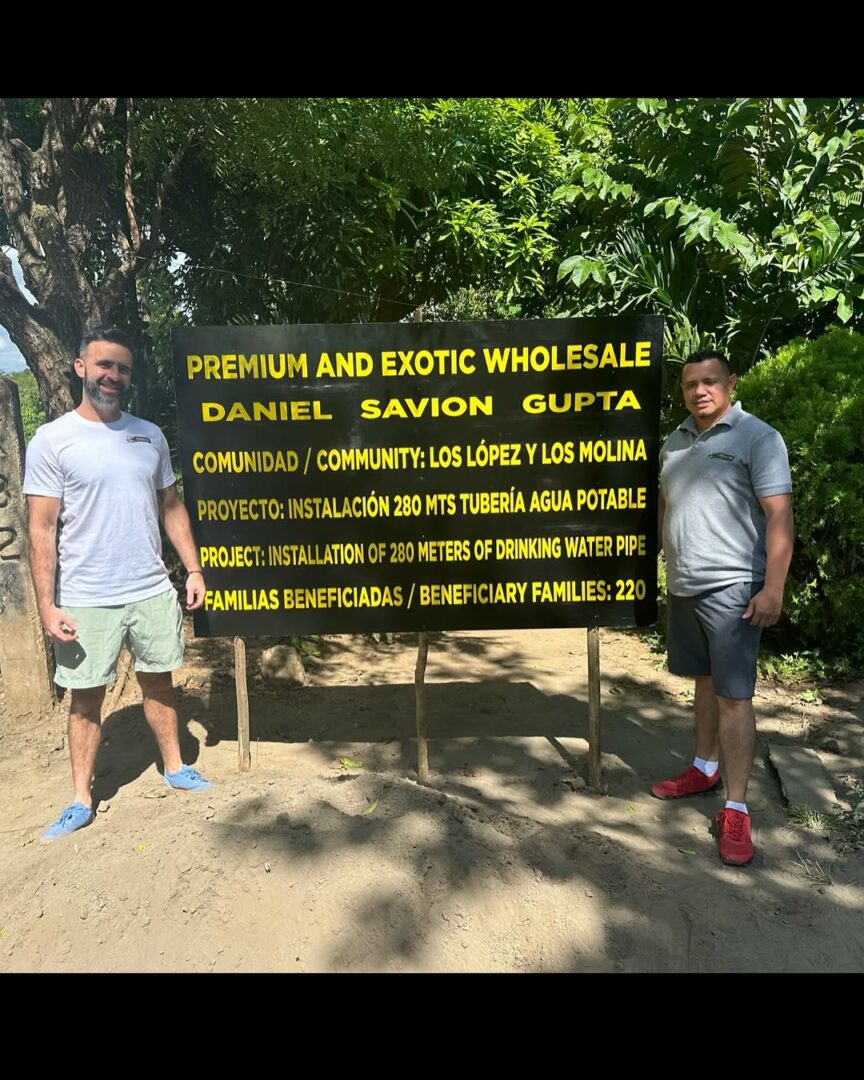 PREMIUM AND EXOTIC WHOLESALE
DANIEL SAVION GUPTA
COMUNIDAD / COMMUNITY: LOS LÓPEZ Y LOS MOLINA
PROYECTO: INSTALACIÓN 280 MTS TUBERÍA AGUA POTABLE
PROJECT: INSTALLATION OF 280 METERS OF DRINKING WATER PIPE
FAMILIAS BENEFICIADAS / BENEFICIARY FAMILIES: 220